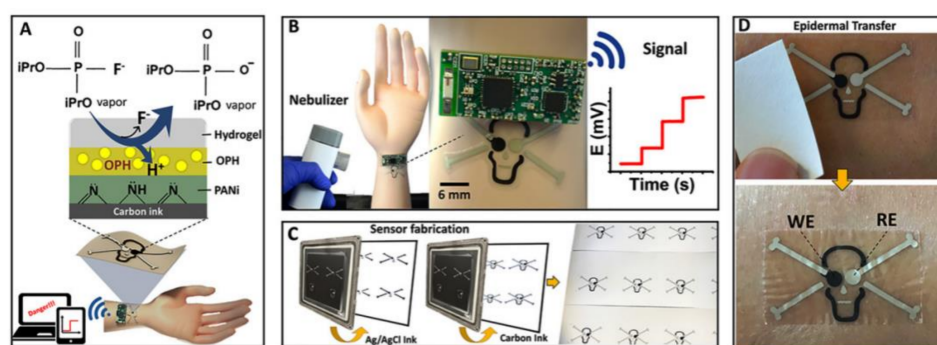 A
O
O
iPrO
P
F-
iPrO
P
O-
iPrO vapor
iPrO vapor
F-
Hydrogel
OPH
OPH
H+
N
NH
N
PANi
Carbon ink
Danger!!!
B
Nebulizer
6 mm
Signal
E (mV)
Time (s)
C
Sensor fabrication
Ag/AgCl Ink
Carbon Ink
D
Epidermal Transfer
WE
RE